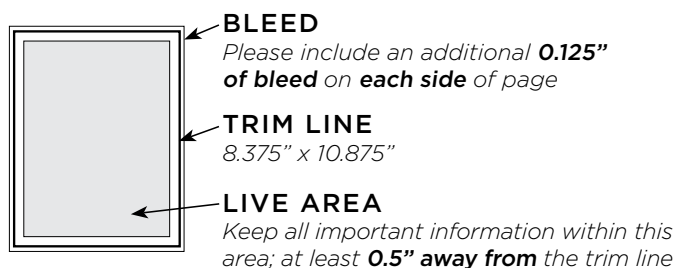 BLEED
Please include an additional 0.125”
of bleed on each side of page
TRIM LINE
8.375” x 10.875”
LIVE AREA
Keep all important information within this
area; at least 0.5” away from the trim line